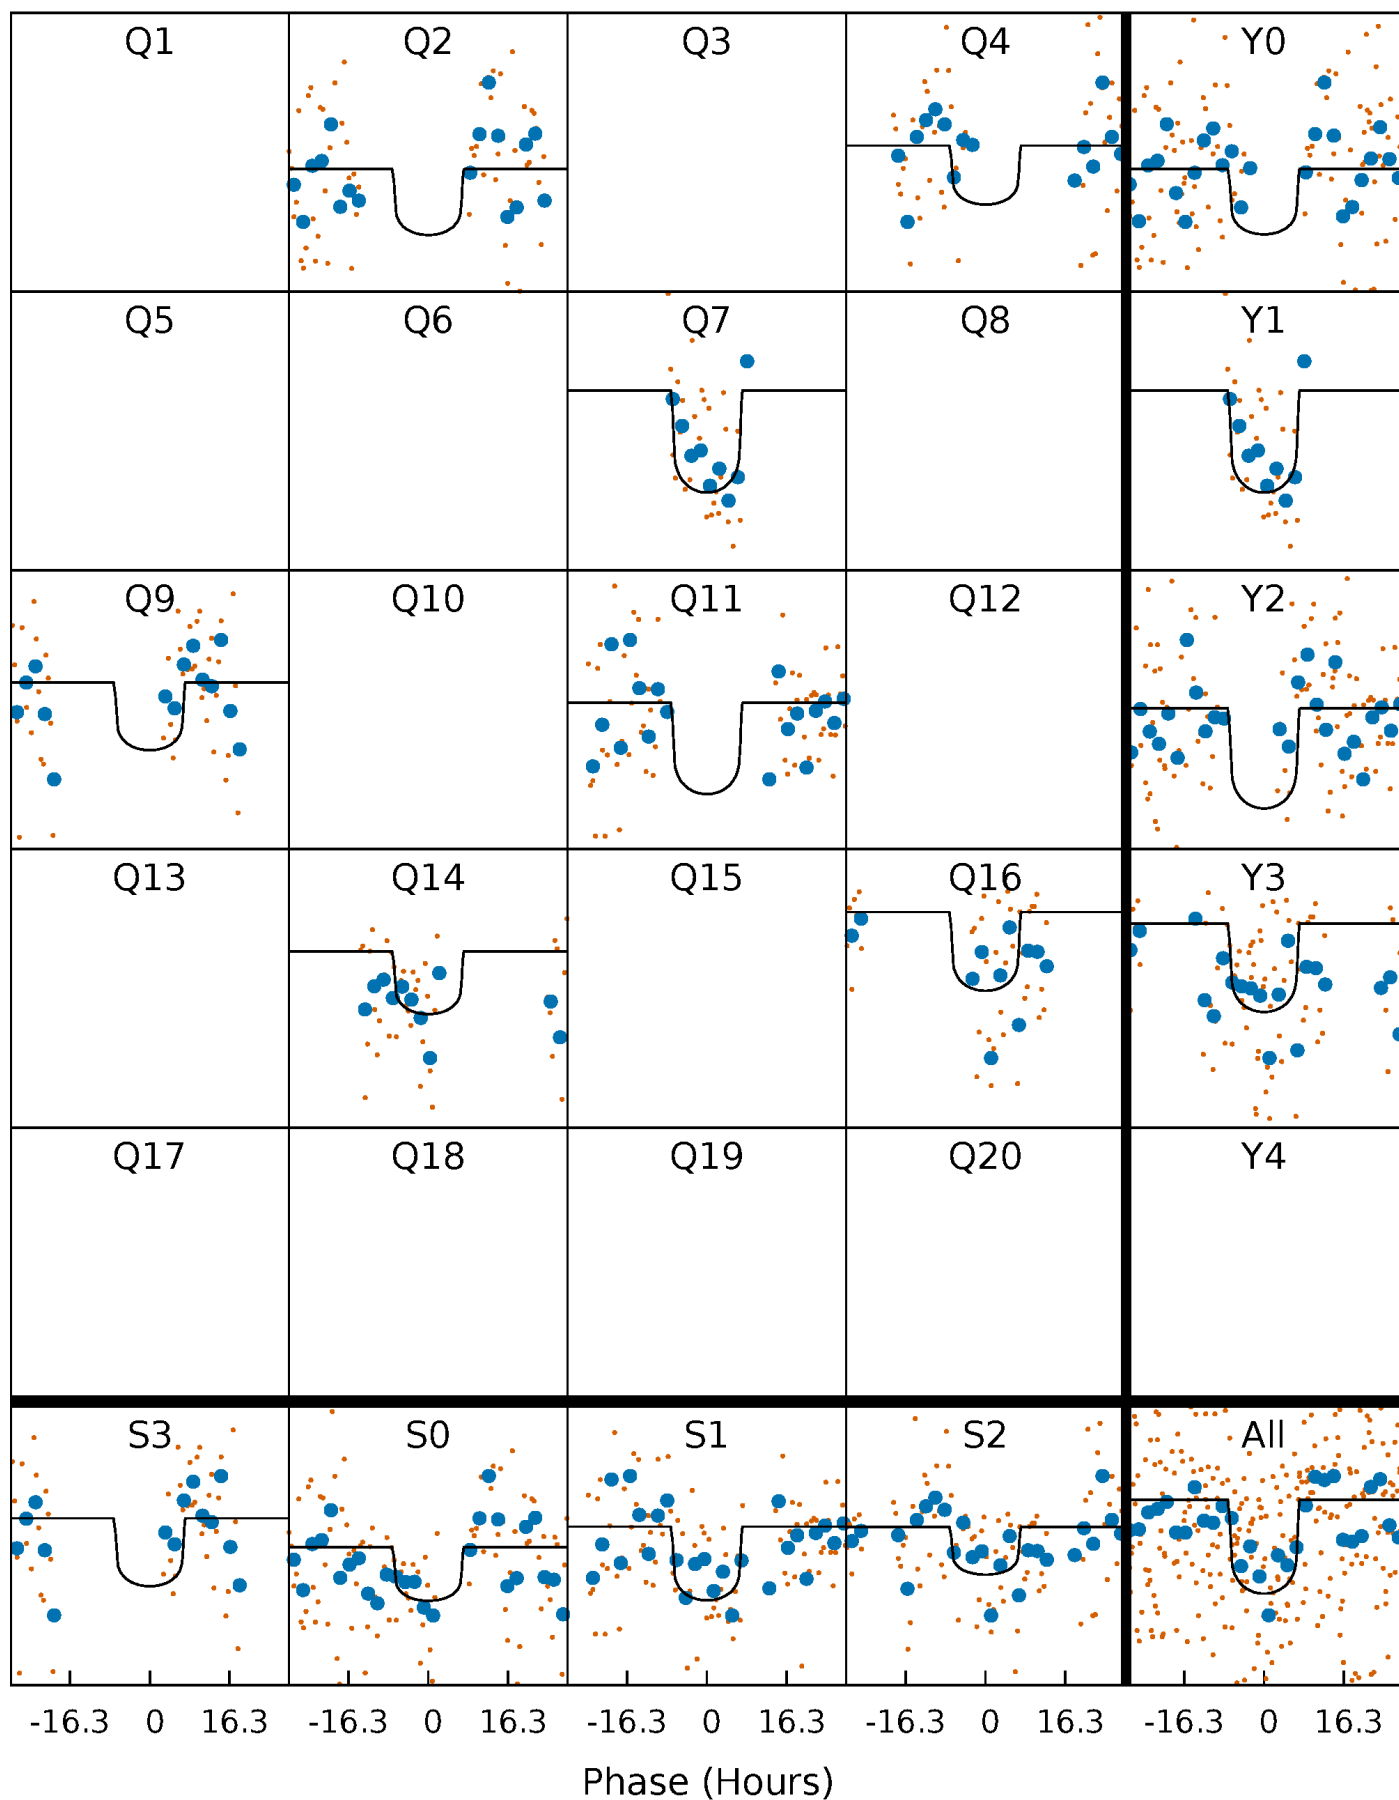 Q1 Q2 Q3 Q4 Y0
Q5 Q6 Q7 Q8 Y1
Q9 Q10 Q11 Q12 Y2
Q13 Q14 Q15 Q16 Y3
Q17 Q18 Q19 Q20 Y4
S3 S0 S1 S2 All
-16.3 0 16.3 -16.3 0 16.3 -16.3 0 16.3 -16.3 0 16.3 -16.3 0 16.3
Phase (Hours)